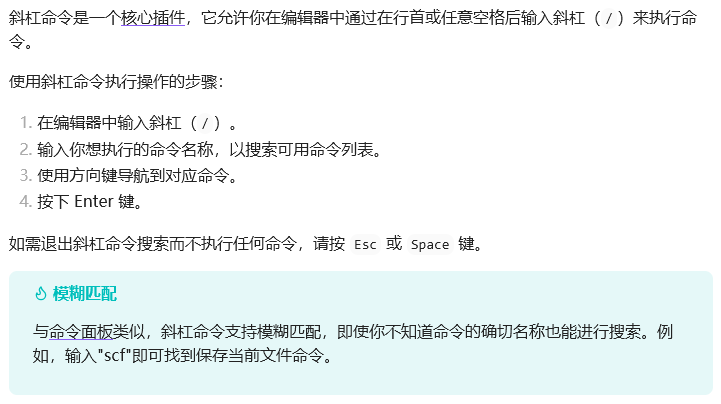 斜杠命令是一个核心插件，它允许你在编辑器中通过在行首或任意空格后输入斜杠（ / ）来执行命
令。
使用斜杠命令执行操作的步骤：
1. 在编辑器中输入斜杠（ / ）。
2. 输入你想执行的命令名称，以搜索可用命令列表。
3. 使用方向键导航到对应命令。
4. 按下 Enter 键。
如需退出斜杠命令搜索而不执行任何命令，请按 Esc 或 Space 键。
模糊匹配
与命令面板类似，斜杠命令支持模糊匹配，即使你不知道命令的确切名称也能进行搜索。例
如，输入"scf"即可找到保存当前文件命令。